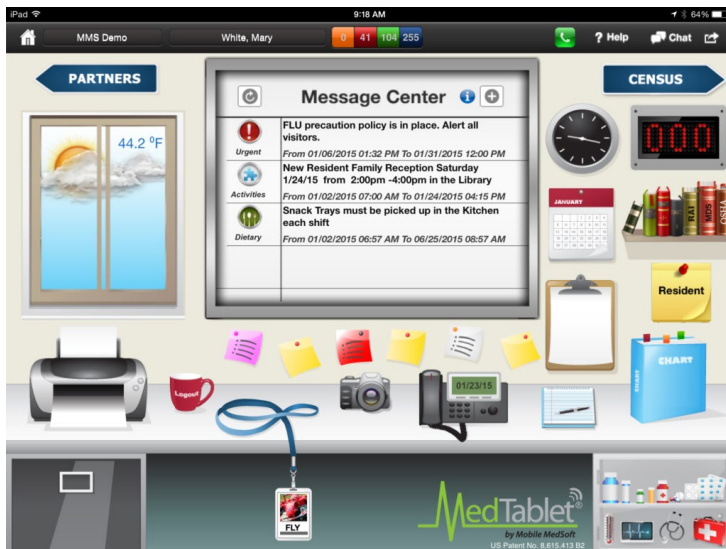 iPad
9:18 AM
64%
MMS Demo
White, Mary
0 41 104 255
? Help
Chat
PARTNERS
CENSUS
Message Center
44.2 ºF
Urgent
FLU precaution policy is in place. Alert all
visitors.
From 01/06/2015 01:32 PM To 01/31/2015 12:00 PM
Activities
New Resident Family Reception Saturday
1/24/15 from 2:00pm -4:00pm in the Library
From 01/02/2015 07:00 AM To 01/24/2015 04:15 PM
Dietary
Snack Trays must be picked up in the Kitchen
each shift
From 01/02/2015 06:57 AM To 06/25/2015 08:57 AM
000
JANUARY
RAI
MDS
OSHA
Resident
CHART
CHART
Logout
01/23/15
FLY
MedTablet®
by Mobile MedSoft
US Patent No. 8,615,413 B2